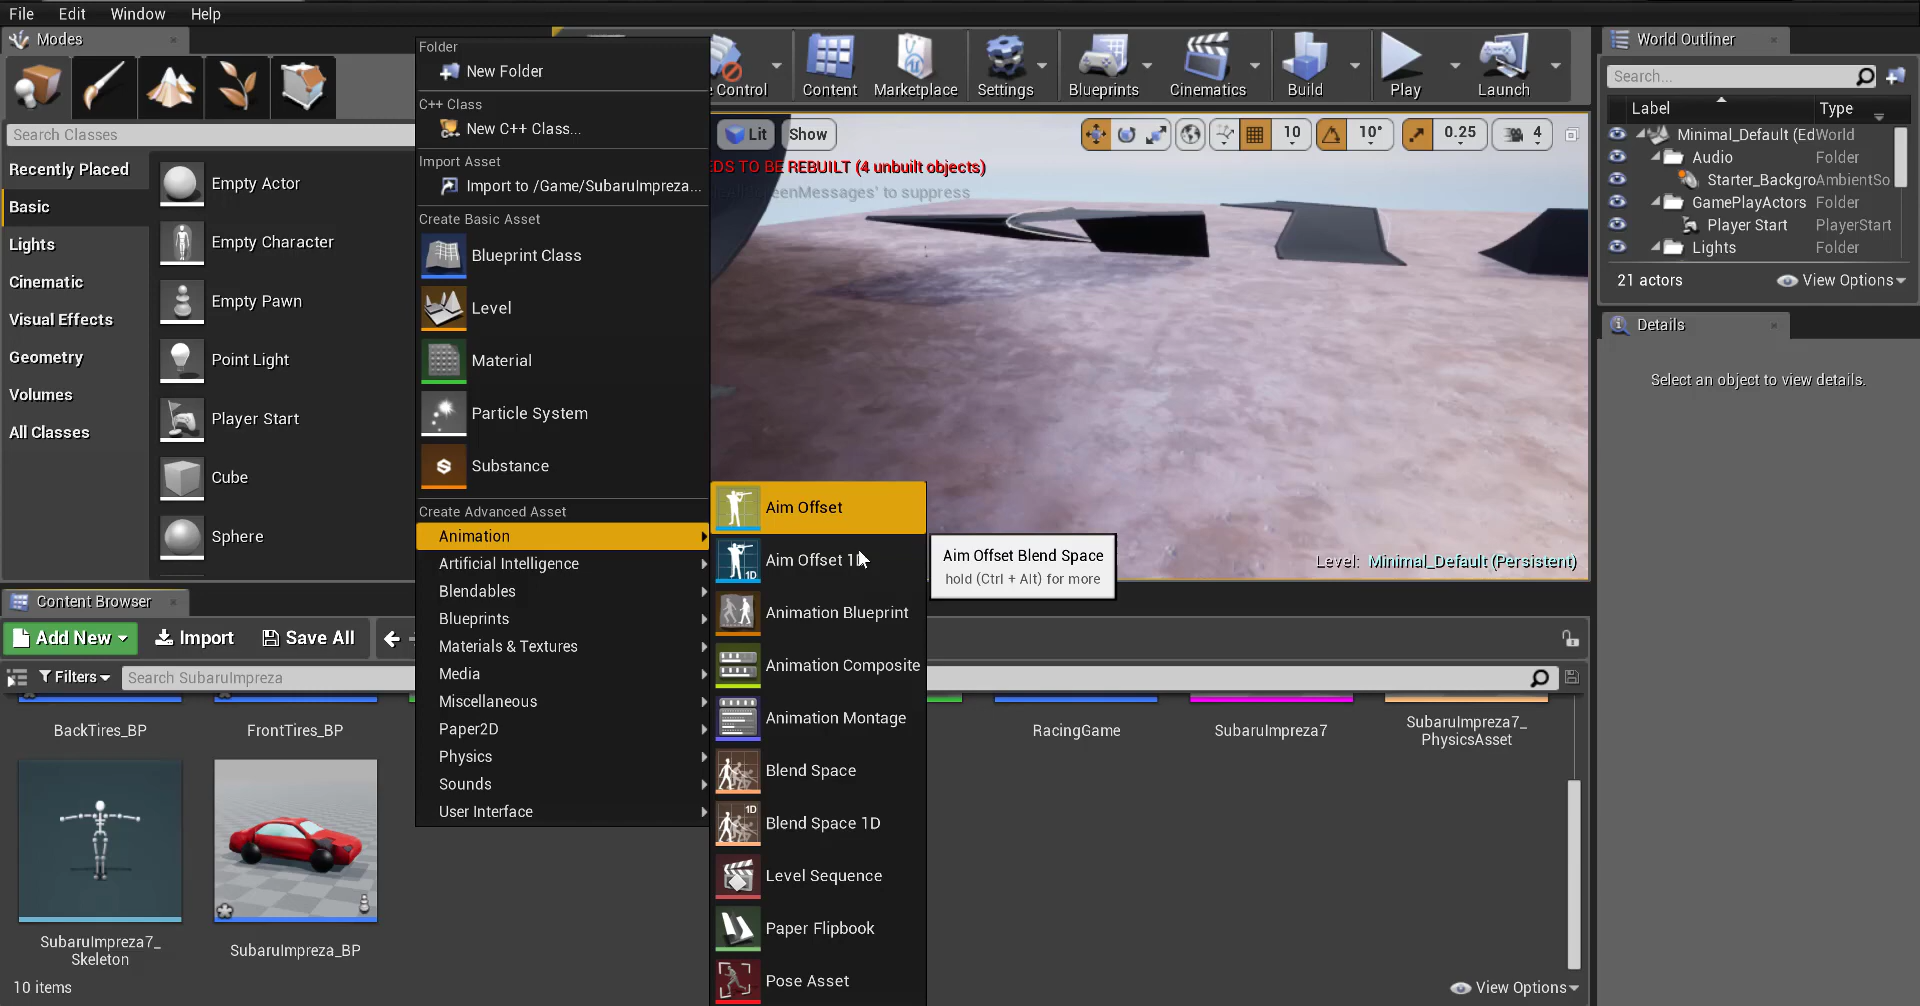 File Edit Window Help
Modes
Search Classes
Recently Placed
Basic
Lights
Cinematic
Visual Effects
Geometry
Volumes
All Classes
Empty Actor
Empty Character
Empty Pawn
Point Light
Player Start
Cube
Sphere
Folder
New Folder
C++ Class
New C++ Class...
Import Asset
Import to /Game/SubaruImpreza...
Create Basic Asset
Blueprint Class
Level
Material
Particle System
Substance
Create Advanced Asset
Animation
Artificial Intelligence
Blendables
Blueprints
Materials & Textures
Media
Miscellaneous
Paper2D
Physics
Sounds
User Interface
Aim Offset
Aim Offset 1D
1D
Animation Blueprint
Animation Composite
Animation Montage
Blend Space
Blend Space 1D
1D
Level Sequence
Paper Flipbook
Pose Asset
Aim Offset Blend Space
hold (Ctrl + Alt) for more
Control Content Marketplace Settings Blueprints Cinematics Build Play Launch
Lit Show 10 10° 0.25 4
REBUILT (4 unbuilt objects)
to suppress
Level: Minimal_Default (Persistent)
World Outliner
Search...
Label Type
Minimal_Default (Ed World
Audio Folder
Starter_Backgro AmbientSo
GamePlayActors Folder
Player Start PlayerStart
Lights Folder
21 actors View Options
Details
Select an object to view details.
Content Browser
Add New Import Save All
Filters Search SubaruImpreza
BackTires_BP FrontTires_BP RacingGame SubaruImpreza7 SubaruImpreza7_
PhysicsAsset
SubaruImpreza7_
Skeleton
SubaruImpreza_BP
10 items View Options